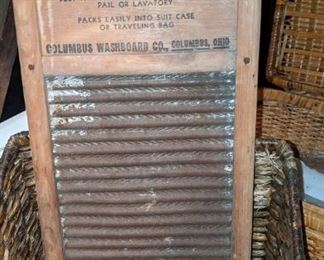 PAIL OR LAVATORY
PACKS EASILY INTO SUIT CASE
OR TRAVELING BAG
COLUMBUS WASHBOARD CO., COLUMBUS, OHIO